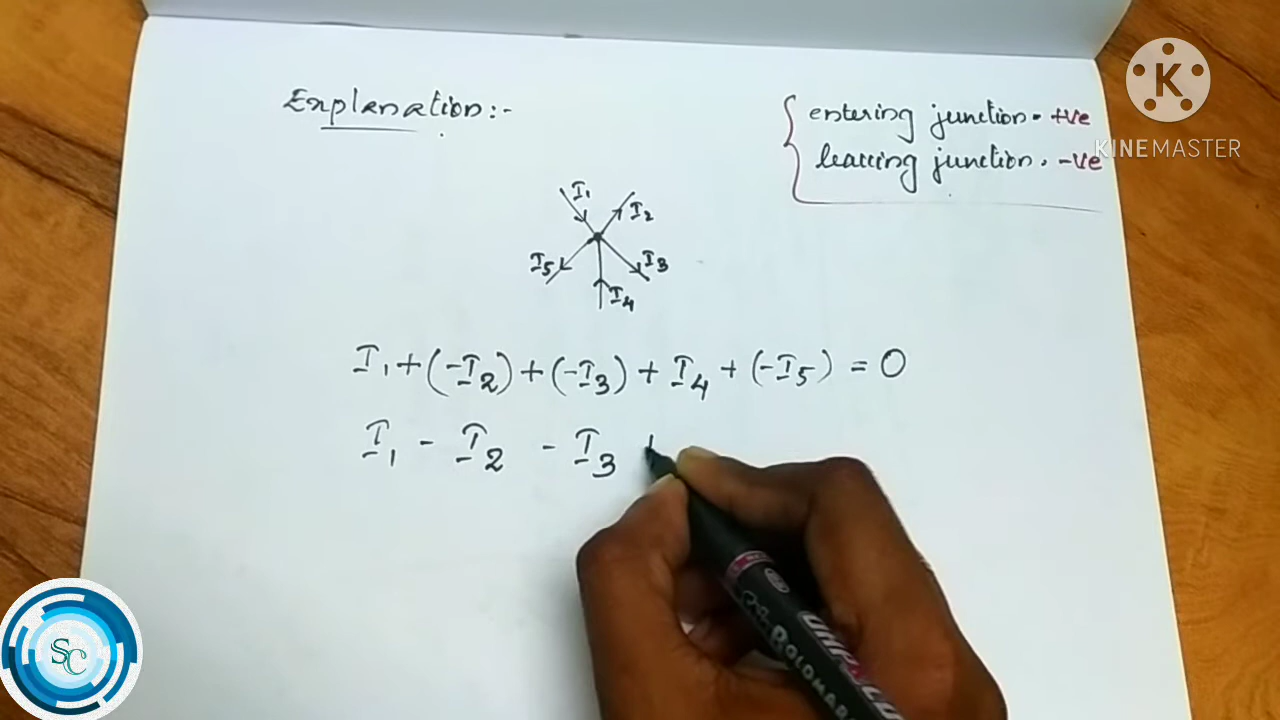 Explanation:-
entering junction. +ve
leaving junction. -ve
KINEMASTER
K
I1
I2
I5
I3
I4
I1 + (-I2) + (-I3) + I4 + (-I5) = 0
I1 - I2 - I3
SC